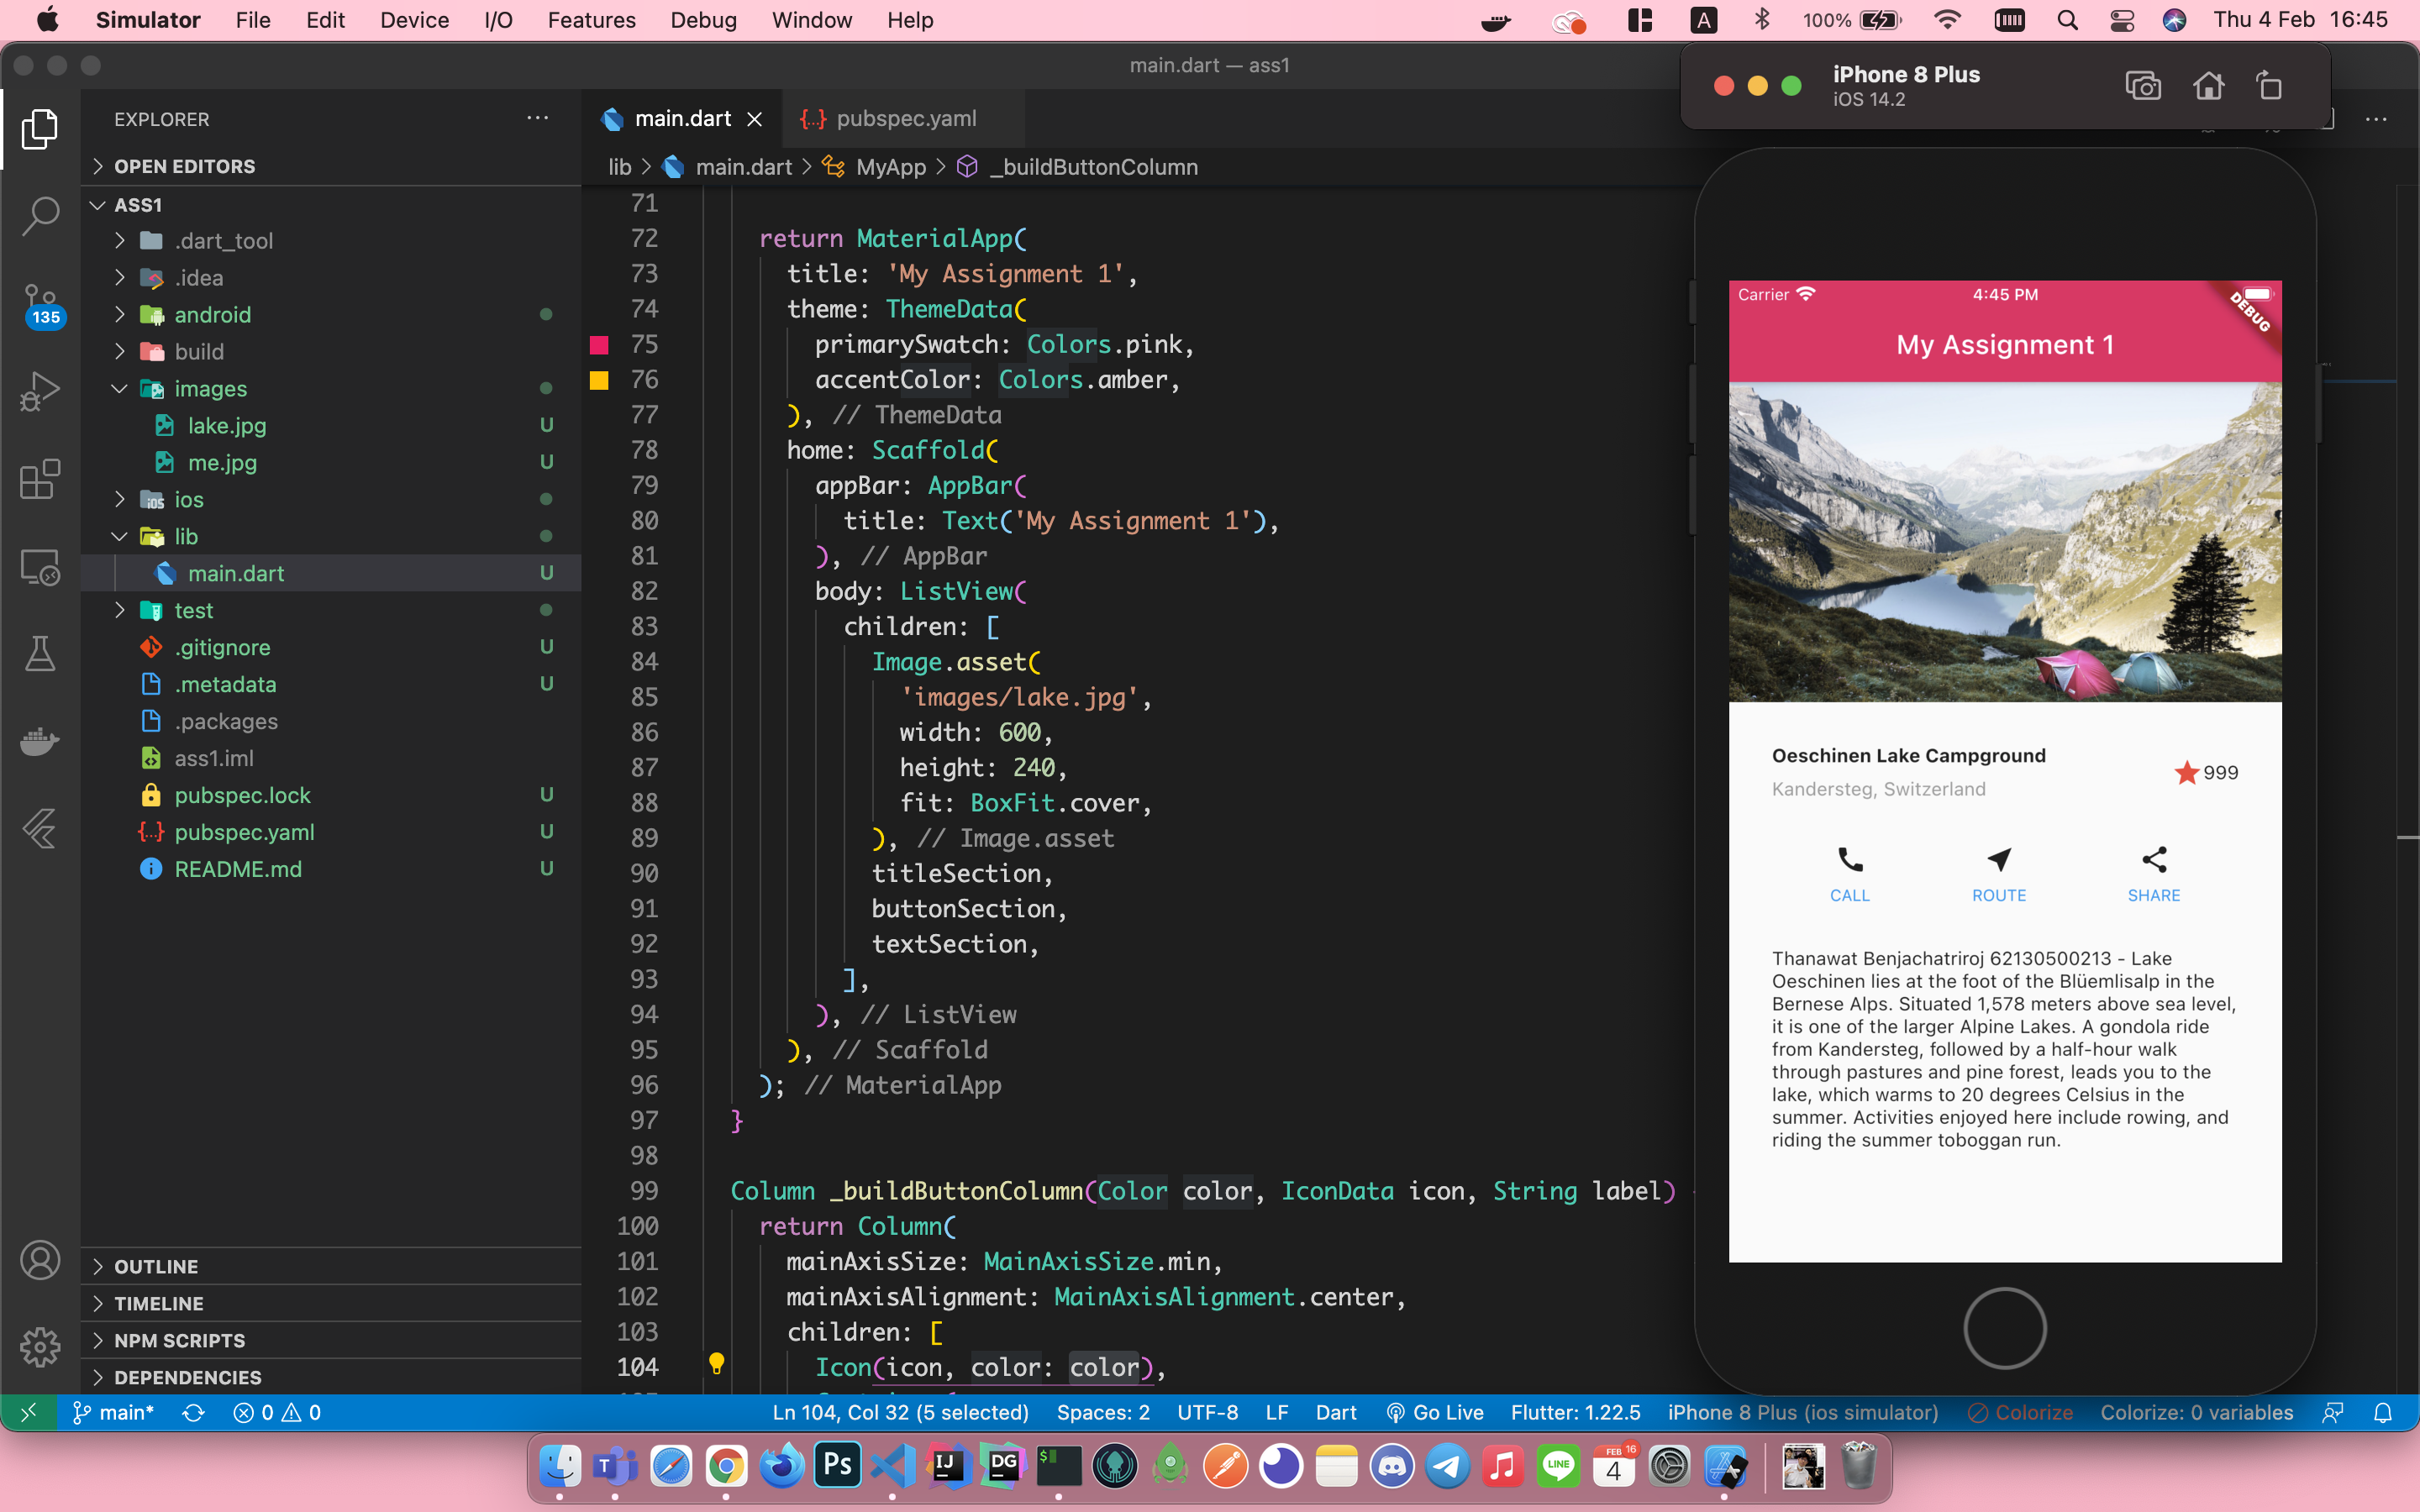 Simulator File Edit Device I/O Features Debug Window Help
A 100% Thu 4 Feb 16:45
main.dart — ass1
iPhone 8 Plus
iOS 14.2
EXPLORER
main.dart
pubspec.yaml
OPEN EDITORS
lib > main.dart > MyApp > _buildButtonColumn
ASS1
.dart_tool
.idea
android
build
images
lake.jpg U
me.jpg U
ios
lib
main.dart U
test
.gitignore U
.metadata U
.packages
ass1.iml
pubspec.lock U
pubspec.yaml U
README.md U
135
OUTLINE
TIMELINE
NPM SCRIPTS
DEPENDENCIES
71
72 return MaterialApp(
73 title: 'My Assignment 1',
74 theme: ThemeData(
75 primarySwatch: Colors.pink,
76 accentColor: Colors.amber,
77 ), // ThemeData
78 home: Scaffold(
79 appBar: AppBar(
80 title: Text('My Assignment 1'),
81 ), // AppBar
82 body: ListView(
83 children: [
84 Image.asset(
85 'images/lake.jpg',
86 width: 600,
87 height: 240,
88 fit: BoxFit.cover,
89 ), // Image.asset
90 titleSection,
91 buttonSection,
92 textSection,
93 ],
94 ), // ListView
95 ), // Scaffold
96 ); // MaterialApp
97 }
98
99 Column _buildButtonColumn(Color color, IconData icon, String label)
100 return Column(
101 mainAxisSize: MainAxisSize.min,
102 mainAxisAlignment: MainAxisAlignment.center,
103 children: [
104 Icon(icon, color: color),
Carrier 4:45 PM
DEBUG
My Assignment 1
Oeschinen Lake Campground
Kandersteg, Switzerland
999
CALL ROUTE SHARE
Thanawat Benjachatriroj 62130500213 - Lake
Oeschinen lies at the foot of the Blüemlisalp in the
Bernese Alps. Situated 1,578 meters above sea level,
it is one of the larger Alpine Lakes. A gondola ride
from Kandersteg, followed by a half-hour walk
through pastures and pine forest, leads you to the
lake, which warms to 20 degrees Celsius in the
summer. Activities enjoyed here include rowing, and
riding the summer toboggan run.
main* 0 0 Ln 104, Col 32 (5 selected) Spaces: 2 UTF-8 LF Dart Go Live Flutter: 1.22.5 iPhone 8 Plus (ios simulator) Colorize Colorize: 0 variables
T Ps IJ DG $ LINE FEB 4 16